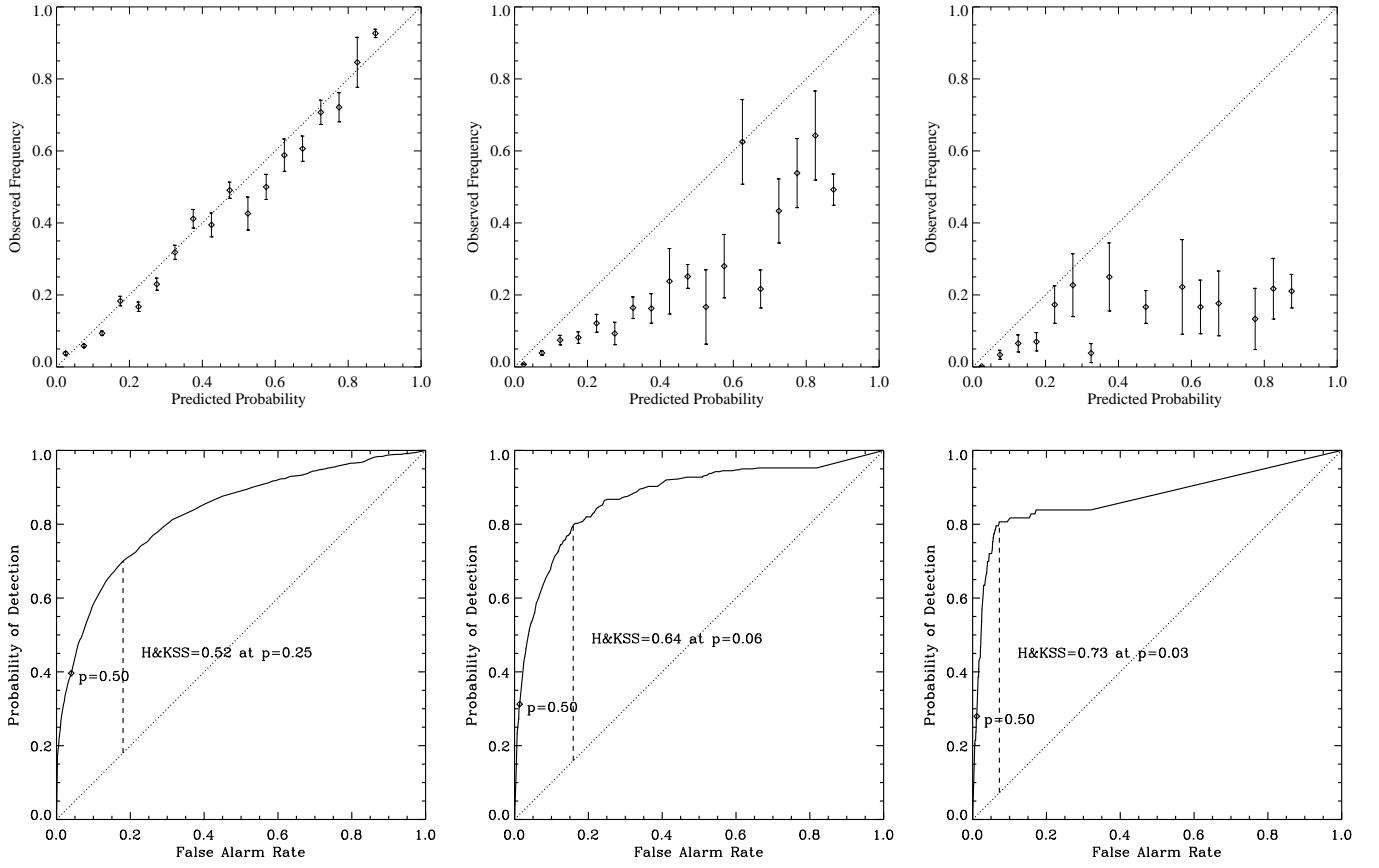 1.0
0.8
0.6
0.4
0.2
0.0
Observed Frequency
0.0 0.2 0.4 0.6 0.8 1.0
Predicted Probability
1.0
0.8
0.6
0.4
0.2
0.0
Observed Frequency
0.0 0.2 0.4 0.6 0.8 1.0
Predicted Probability
1.0
0.8
0.6
0.4
0.2
0.0
Observed Frequency
0.0 0.2 0.4 0.6 0.8 1.0
Predicted Probability
1.0
0.8
0.6
0.4
0.2
0.0
Probability of Detection
H&KSS=0.52 at p=0.25
p=0.50
0.0 0.2 0.4 0.6 0.8 1.0
False Alarm Rate
1.0
0.8
0.6
0.4
0.2
0.0
Probability of Detection
H&KSS=0.64 at p=0.06
p=0.50
0.0 0.2 0.4 0.6 0.8 1.0
False Alarm Rate
1.0
0.8
0.6
0.4
0.2
0.0
Probability of Detection
H&KSS=0.73 at p=0.03
p=0.50
0.0 0.2 0.4 0.6 0.8 1.0
False Alarm Rate